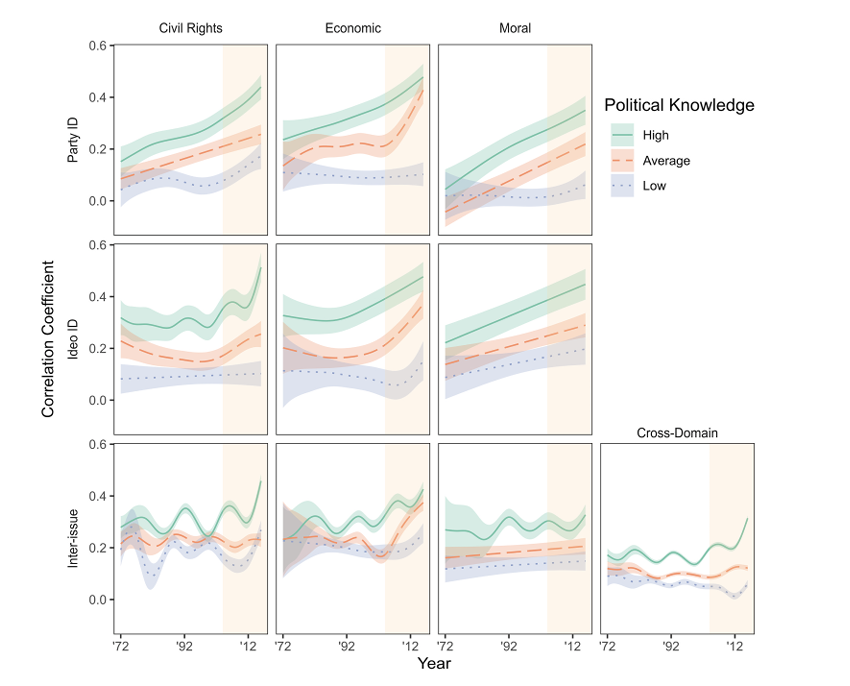 Civil Rights
Economic
Moral
0.6
0.4
0.2
0.0
Party ID
Political Knowledge
High
Average
Low
0.6
0.4
0.2
0.0
Ideo ID
Correlation Coefficient
Cross-Domain
0.6
0.4
0.2
0.0
Inter-issue
'72 '92 '12
'72 '92 '12
'72 '92 '12
'72 '92 '12
Year